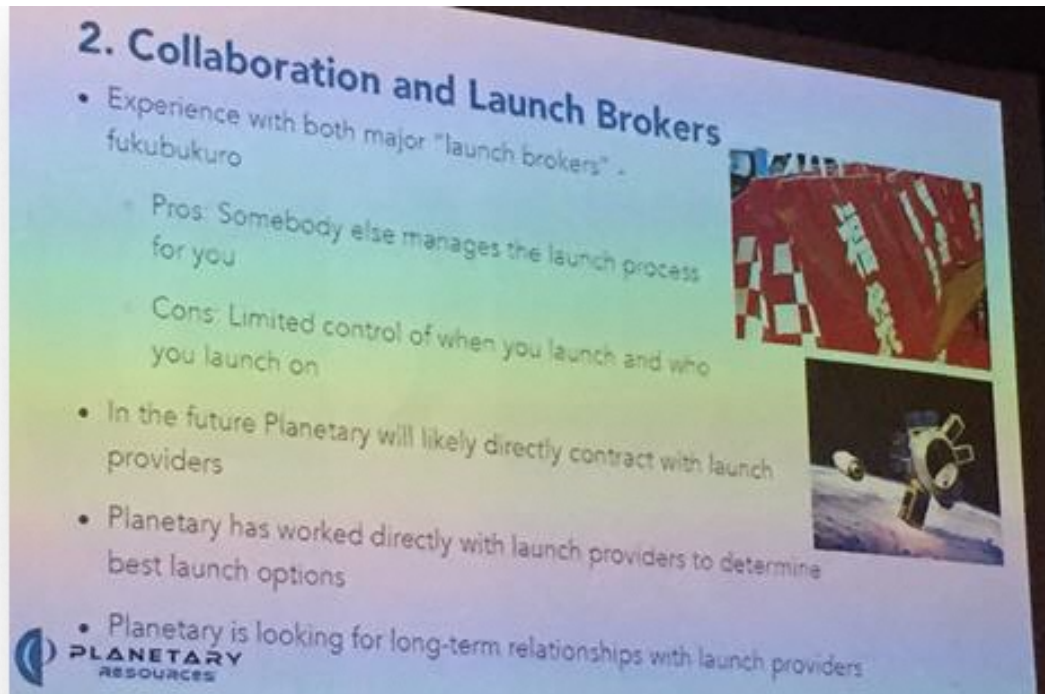 2. Collaboration and Launch Brokers
• Experience with both major "launch brokers" -
fukubukuro
Pros: Somebody else manages the launch process
for you
Cons: Limited control of when you launch and who
you launch on
• In the future Planetary will likely directly contract with launch
providers
• Planetary has worked directly with launch providers to determine
best launch options
• Planetary is looking for long-term relationships with launch providers
PLANETARY
RESOURCES